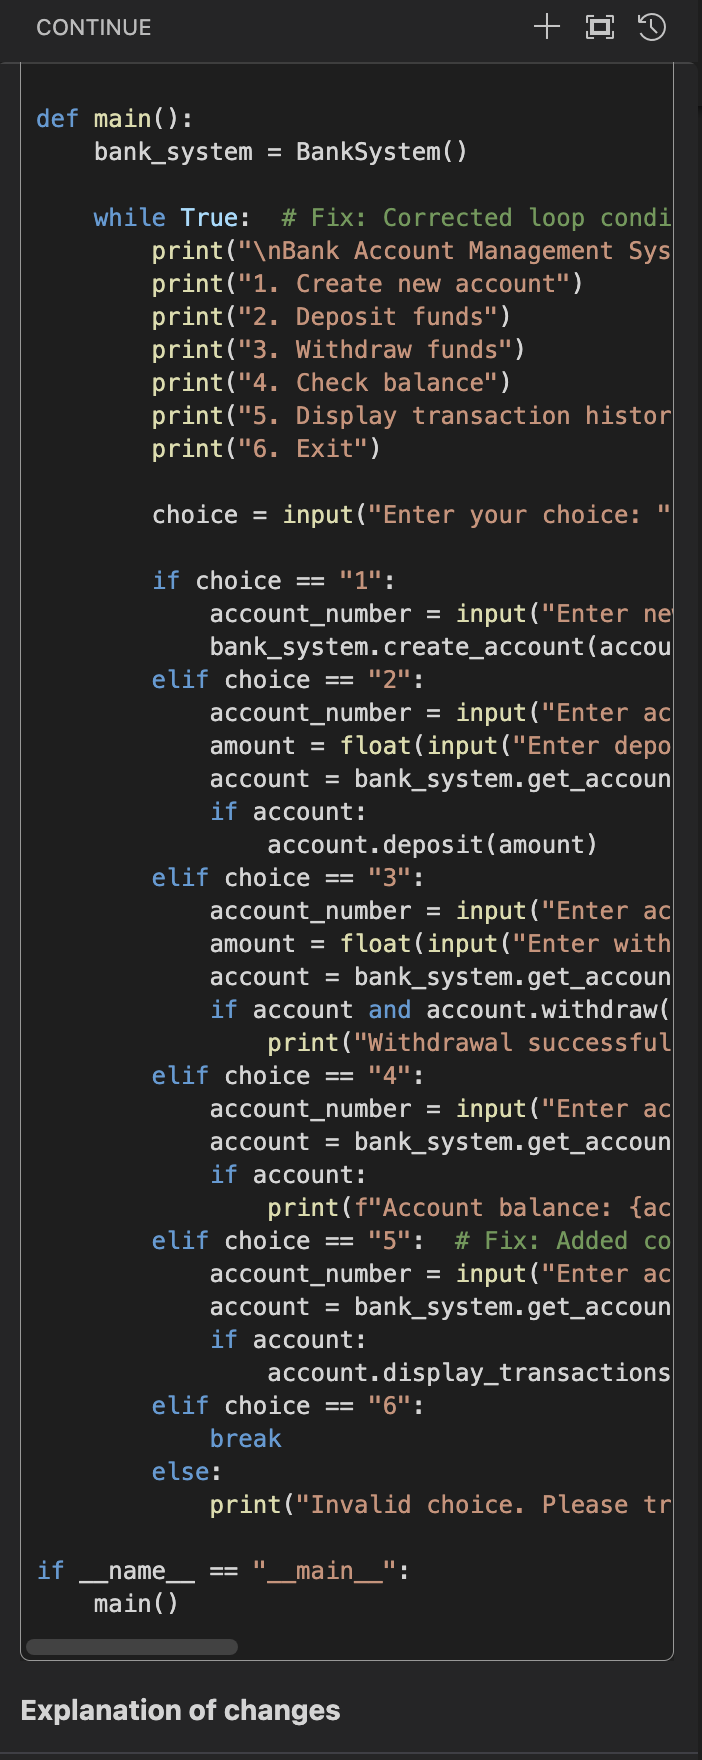 CONTINUE
def main():
    bank_system = BankSystem()
    while True:  # Fix: Corrected loop condi
        print("\nBank Account Management Sys
        print("1. Create new account")
        print("2. Deposit funds")
        print("3. Withdraw funds")
        print("4. Check balance")
        print("5. Display transaction histor
        print("6. Exit")
        choice = input("Enter your choice: "
        if choice == "1":
            account_number = input("Enter ne
            bank_system.create_account(accou
        elif choice == "2":
            account_number = input("Enter ac
            amount = float(input("Enter depo
            account = bank_system.get_accoun
            if account:
                account.deposit(amount)
        elif choice == "3":
            account_number = input("Enter ac
            amount = float(input("Enter with
            account = bank_system.get_accoun
            if account and account.withdraw(
                print("Withdrawal successful
        elif choice == "4":
            account_number = input("Enter ac
            account = bank_system.get_accoun
            if account:
                print(f"Account balance: {ac
        elif choice == "5":  # Fix: Added co
            account_number = input("Enter ac
            account = bank_system.get_accoun
            if account:
                account.display_transactions
        elif choice == "6":
            break
        else:
            print("Invalid choice. Please tr
if __name__ == "__main__":
    main()
Explanation of changes